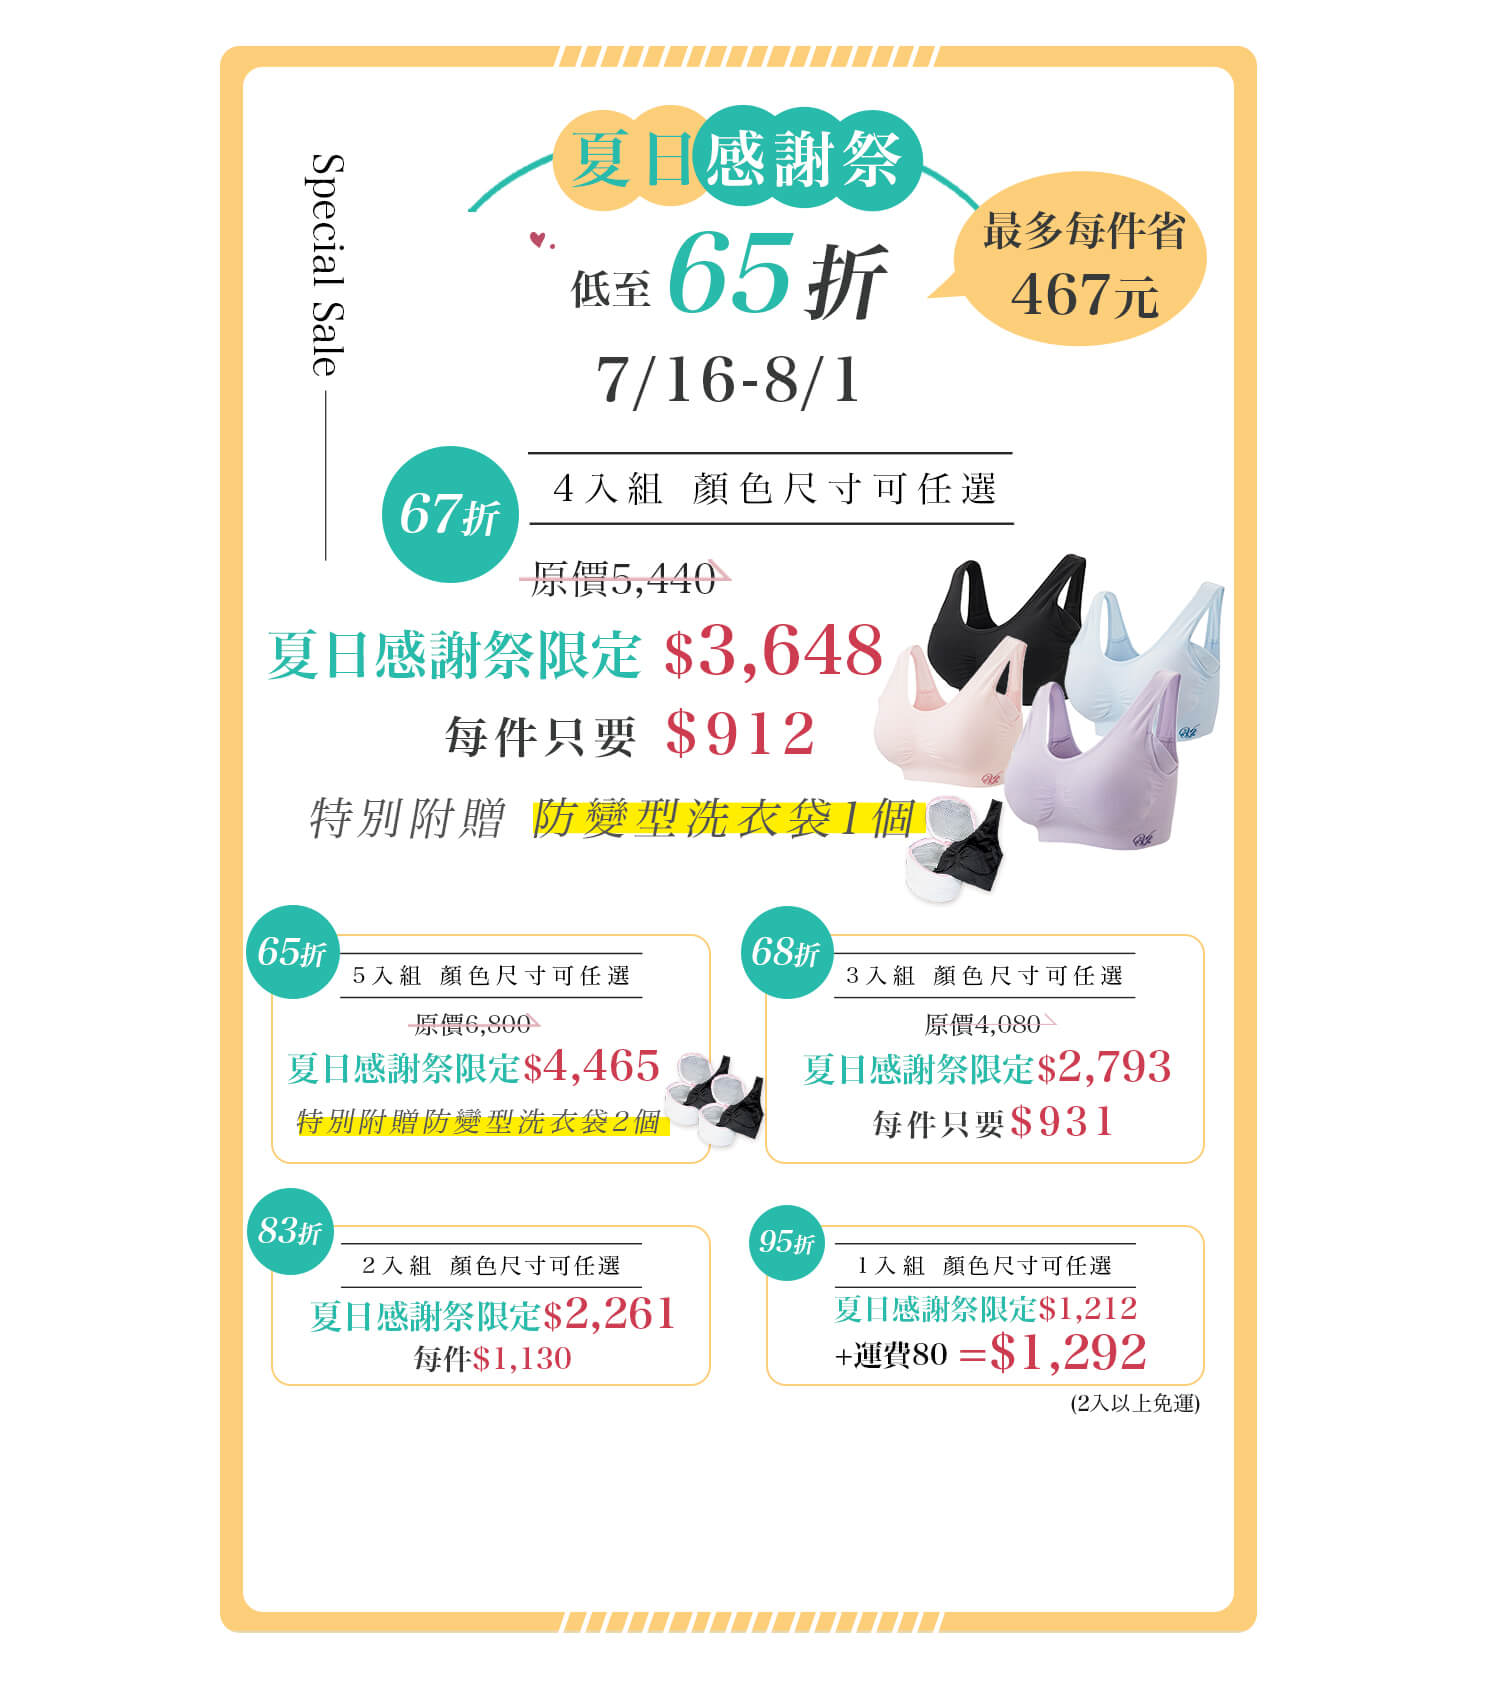 Special Sale
夏日感謝祭
低至65折
最多每件省
467元
7/16-8/1
67折
4入組 顏色尺寸可任選
原價5,440
夏日感謝祭限定 $3,648
每件只要 $912
特別附贈 防變型洗衣袋1個
65折
5入組 顏色尺寸可任選
原價6,800
夏日感謝祭限定$4,465
特別附贈防變型洗衣袋2個
68折
3入組 顏色尺寸可任選
原價4,080
夏日感謝祭限定$2,793
每件只要$931
83折
2入組 顏色尺寸可任選
夏日感謝祭限定$2,261
每件$1,130
95折
1入組 顏色尺寸可任選
夏日感謝祭限定$1,212
+運費80 =$1,292
(2入以上免運)